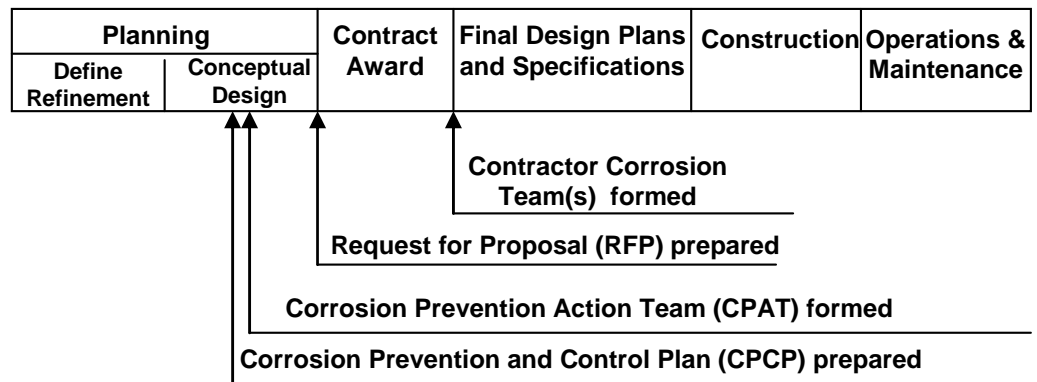 Planning
Define
Refinement
Conceptual
Design
Contract
Award
Final Design Plans
and Specifications
Construction
Operations &
Maintenance
Contractor Corrosion
Team(s) formed
Request for Proposal (RFP) prepared
Corrosion Prevention Action Team (CPAT) formed
Corrosion Prevention and Control Plan (CPCP) prepared